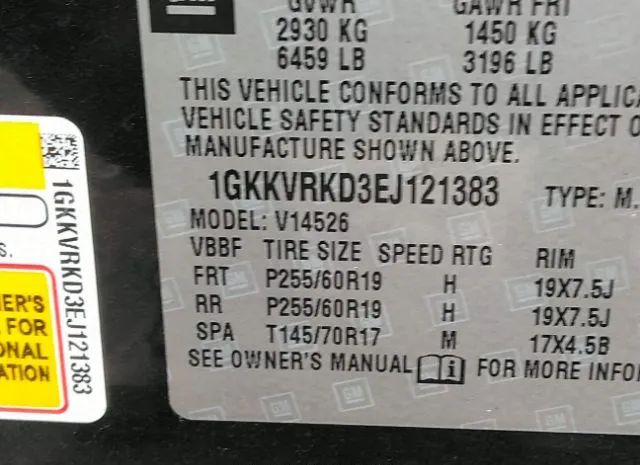 GVWR GAWR FRT
2930 KG 1450 KG
6459 LB 3196 LB
THIS VEHICLE CONFORMS TO ALL
VEHICLE SAFETY STANDARDS IN EFFECT
MANUFACTURE SHOWN ABOVE.
1GKKVRKD3EJ121383 TYPE: M.
MODEL: V14526
VBBF TIRE SIZE SPEED RTG RIM
FRT P255/60R19 H 19X7.5J
RR P255/60R19 H 19X7.5J
SPA T145/70R17 M 17X4.5B
SEE OWNER'S MANUAL i FOR MORE
1GKKVRKD3EJ121383
S.
NER'S
FOR
ONAL
ATION
GM